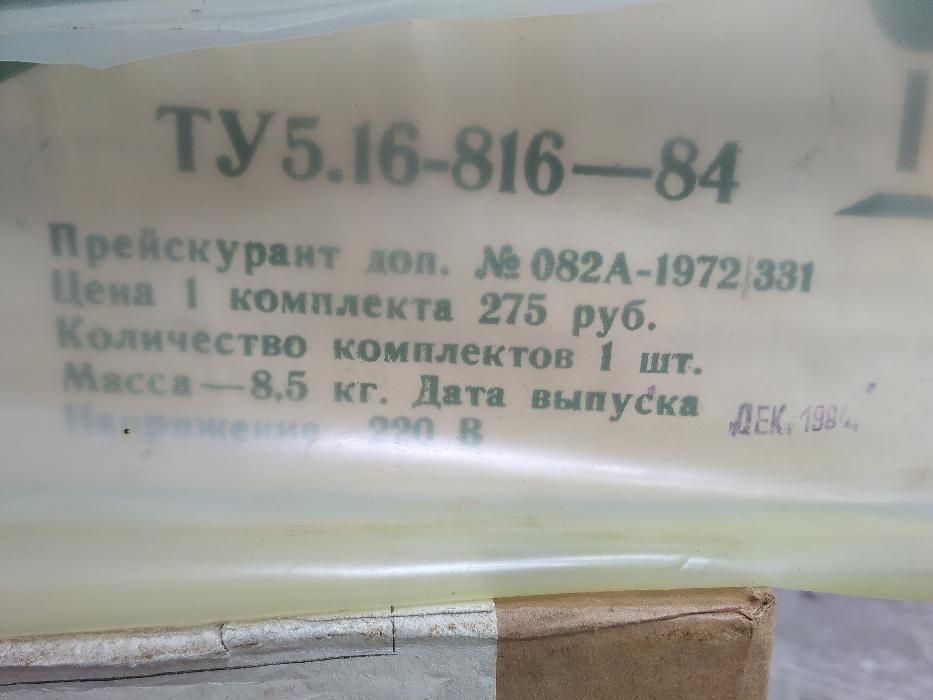 ТУ5.16-816—84
Прейскурант доп. № 082А-1972/331
Цена 1 комплекта 275 руб.
Количество комплектов 1 шт.
Масса — 8,5 кг. Дата выпуска ДЕК. 1984.
Напряжение 220 В